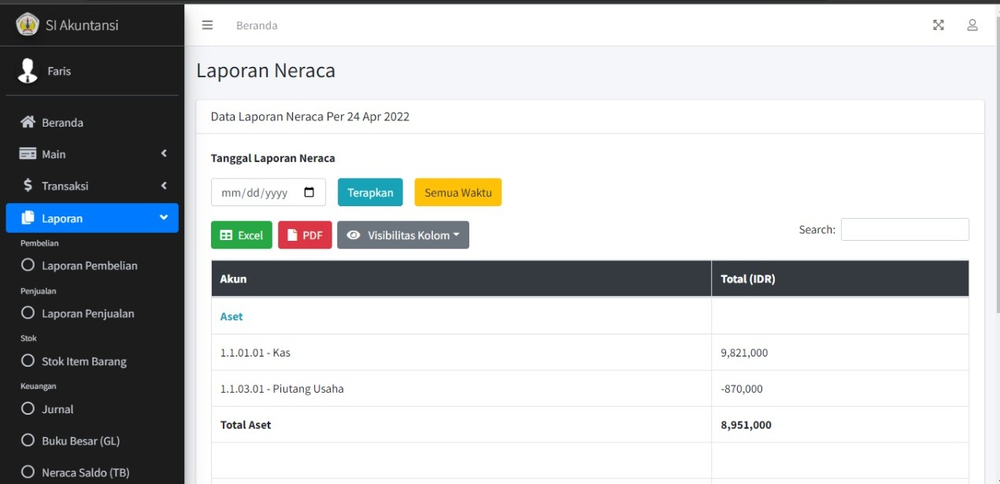 SI Akuntansi
Beranda
Faris
Beranda
Main
Transaksi
Laporan
Pembelian
Laporan Pembelian
Penjualan
Laporan Penjualan
Stok
Stok Item Barang
Keuangan
Jurnal
Buku Besar (GL)
Neraca Saldo (TB)
Laporan Neraca
Data Laporan Neraca Per 24 Apr 2022
Tanggal Laporan Neraca
mm/dd/yyyy Terapkan Semua Waktu
Excel PDF Visibilitas Kolom Search:
Akun Total (IDR)
Aset
1.1.01.01 - Kas 9,821,000
1.1.03.01 - Piutang Usaha -870,000
Total Aset 8,951,000